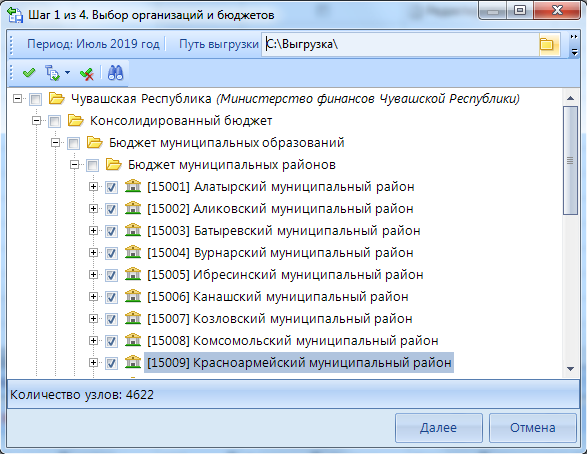 Шаг 1 из 4. Выбор организаций и бюджетов
Период: Июль 2019 год Путь выгрузки C:\Выгрузка\
Чувашская Республика (Министерство финансов Чувашской Республики)
Консолидированный бюджет
Бюджет муниципальных образований
Бюджет муниципальных районов
[15001] Алатырский муниципальный район
[15002] Аликовский муниципальный район
[15003] Батыревский муниципальный район
[15004] Вурнарский муниципальный район
[15005] Ибресинский муниципальный район
[15006] Канашский муниципальный район
[15007] Козловский муниципальный район
[15008] Комсомольский муниципальный район
[15009] Красноармейский муниципальный район
Количество узлов: 4622
Далее Отмена